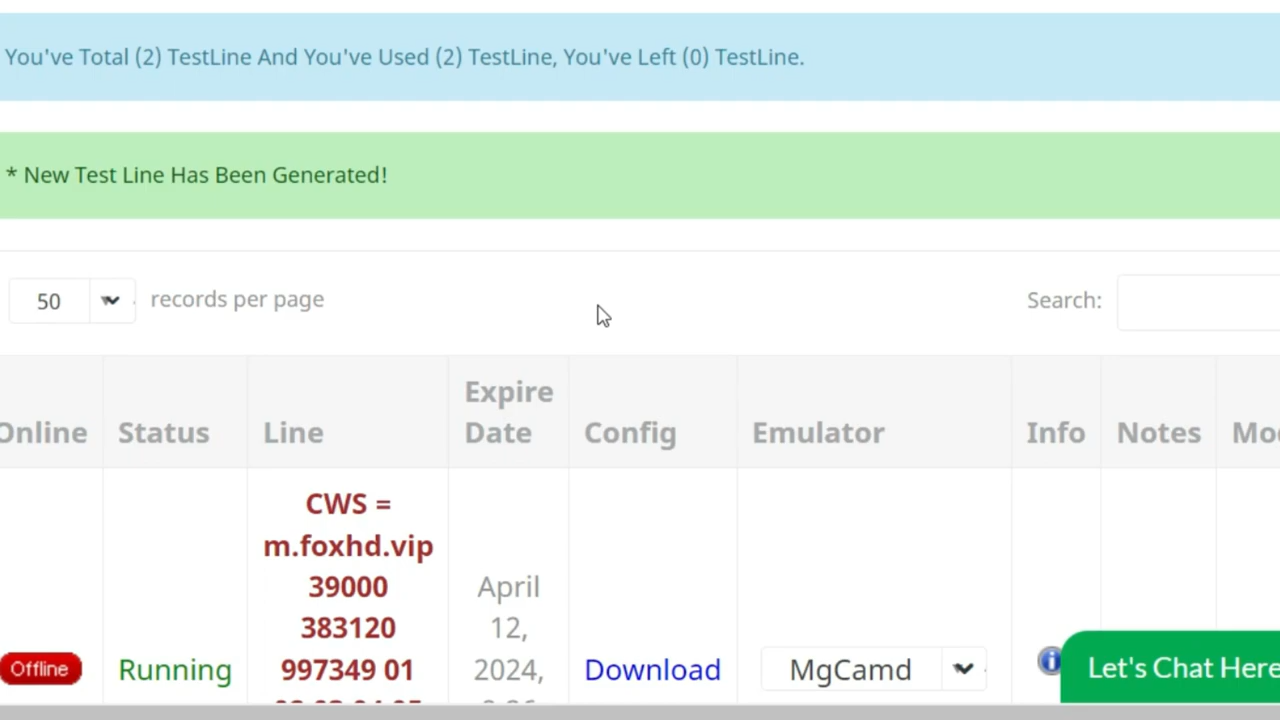 You've Total (2) TestLine And You've Used (2) TestLine, You've Left (0) TestLine.
* New Test Line Has Been Generated!
50 records per page Search:
Online Status Line Expire Date Config Emulator Info Notes
CWS =
m.foxhd.vip
39000
383120
997349 01
April
12,
2024,
Offline Running Download MgCamd
Let's Chat Here